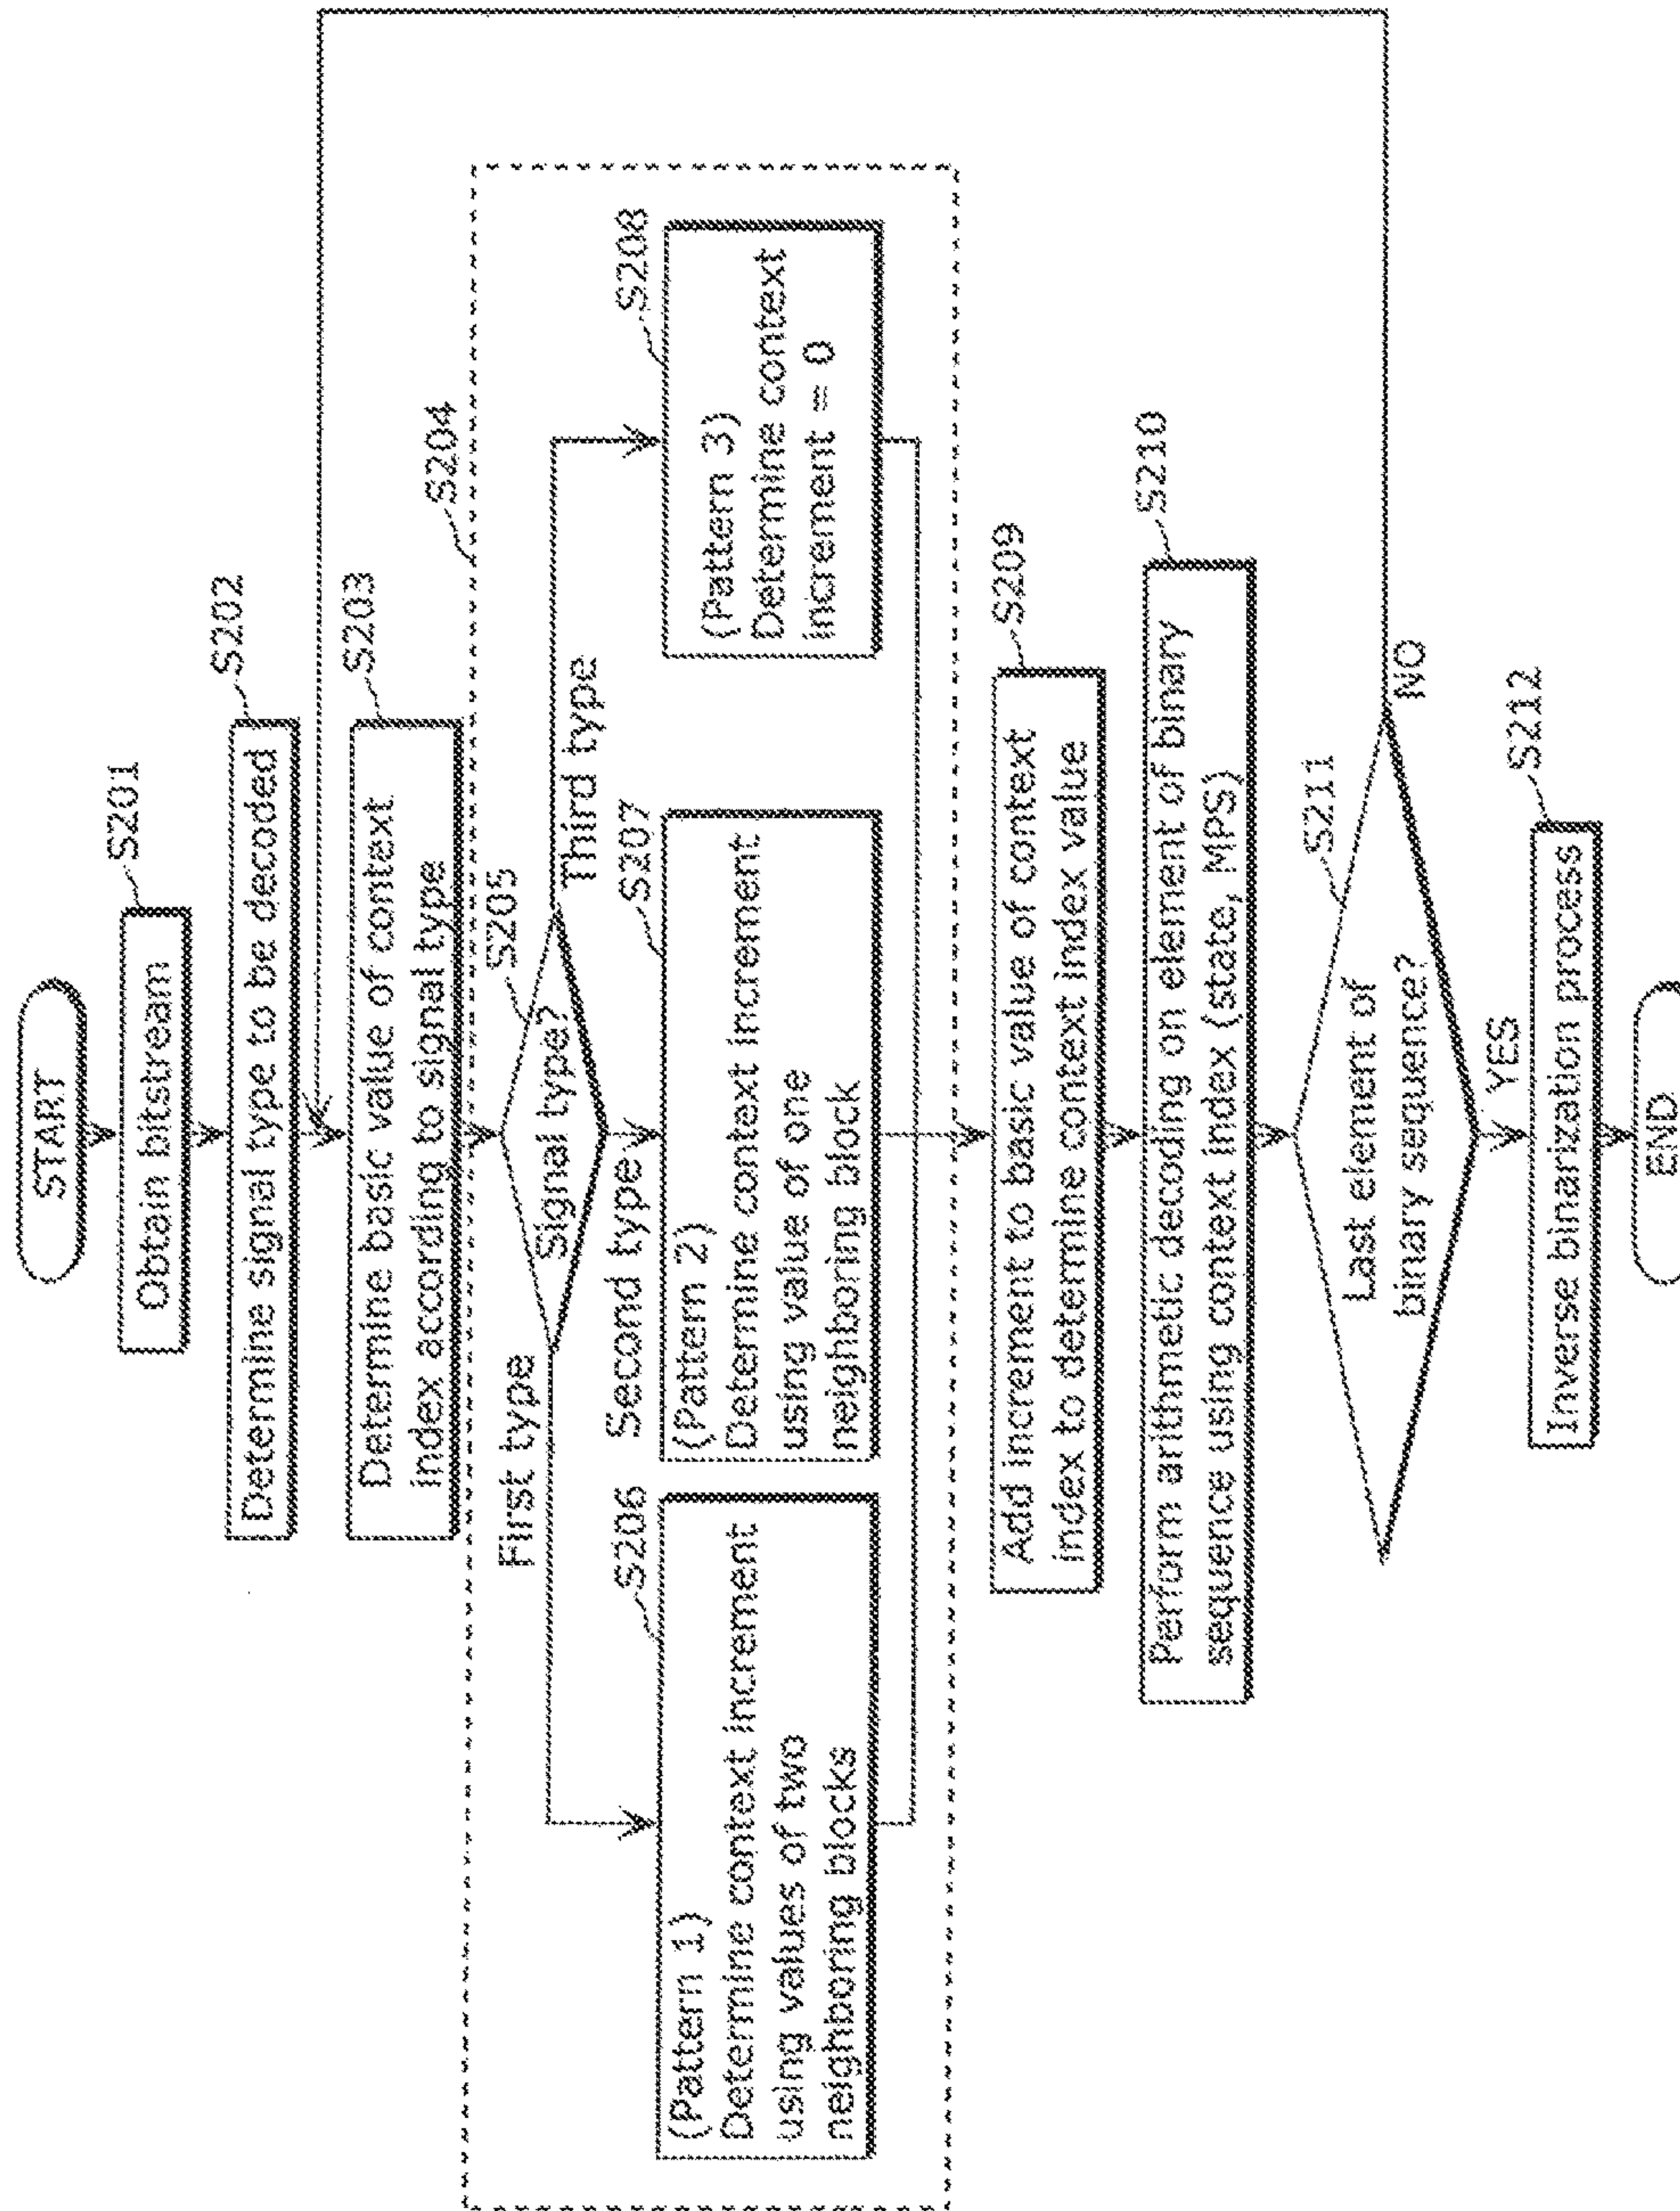 START
S201
Obtain bitstream
S202
Determine signal type to be decoded
S203
Determine basic value of context
index according to signal type
S204
S205
Signal type?
First type
Second type
Third type
S206
(Pattern 1)
Determine context increment
using values of two
neighboring blocks
S207
(Pattern 2)
Determine context increment
using value of one
neighboring block
S208
(Pattern 3)
Determine context
increment = 0
S209
Add increment to basic value of context
index to determine context index value
S210
Perform arithmetic decoding on element of binary
sequence using context index (state, MPS)
S211
Last element of
binary sequence?
NO
YES
S212
Inverse binarization process
END